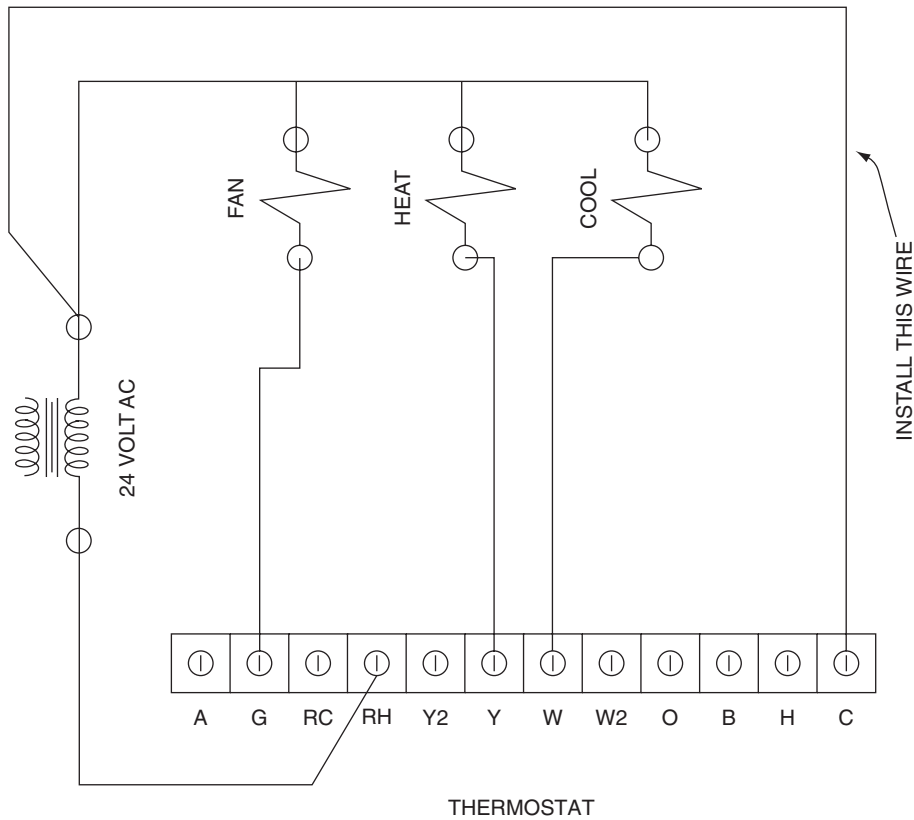 FAN
HEAT
COOL
INSTALL THIS WIRE
24 VOLT AC
A G RC RH Y2 Y W W2 O B H C
THERMOSTAT